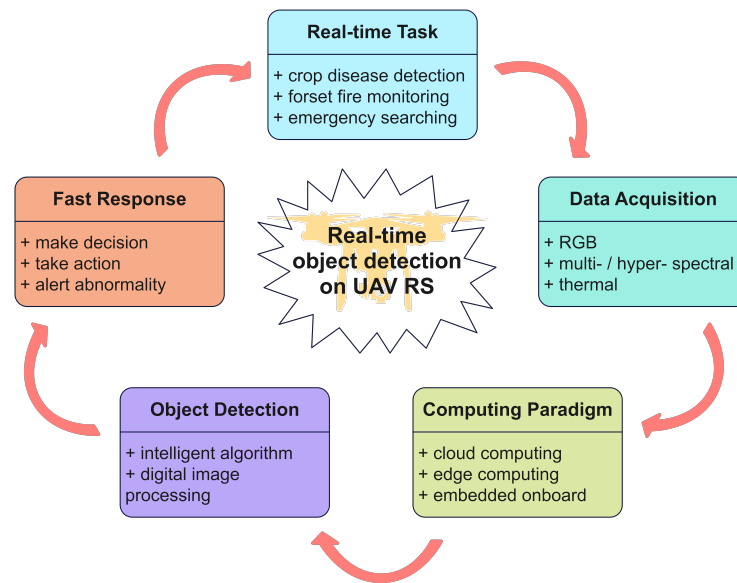 Real-time Task
+ crop disease detection
+ forset fire monitoring
+ emergency searching
Fast Response
+ make decision
+ take action
+ alert abnormality
Real-time
object detection
on UAV RS
Data Acquisition
+ RGB
+ multi- / hyper- spectral
+ thermal
Object Detection
+ intelligent algorithm
+ digital image
processing
Computing Paradigm
+ cloud computing
+ edge computing
+ embedded onboard